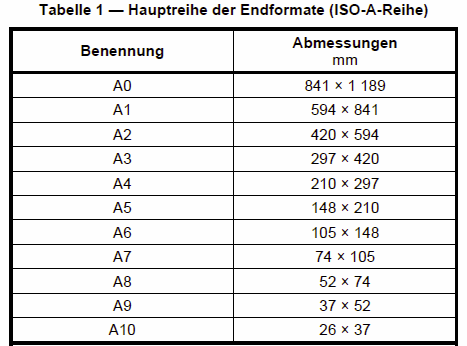 Tabelle 1 — Hauptreihe der Endformate (ISO-A-Reihe)
Benennung Abmessungen
mm
A0 841 × 1 189
A1 594 × 841
A2 420 × 594
A3 297 × 420
A4 210 × 297
A5 148 × 210
A6 105 × 148
A7 74 × 105
A8 52 × 74
A9 37 × 52
A10 26 × 37